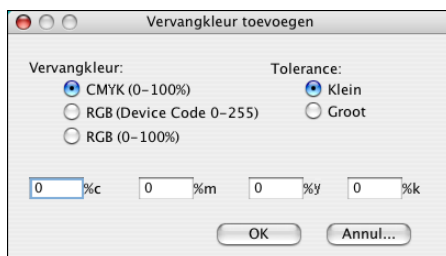 Vervangkleur toevoegen
Vervangkleur:
CMYK (0-100%)
RGB (Device Code 0-255)
RGB (0-100%)
Tolerance:
Klein
Groot
0 %c 0 %m 0 %y 0 %k
OK Annul...